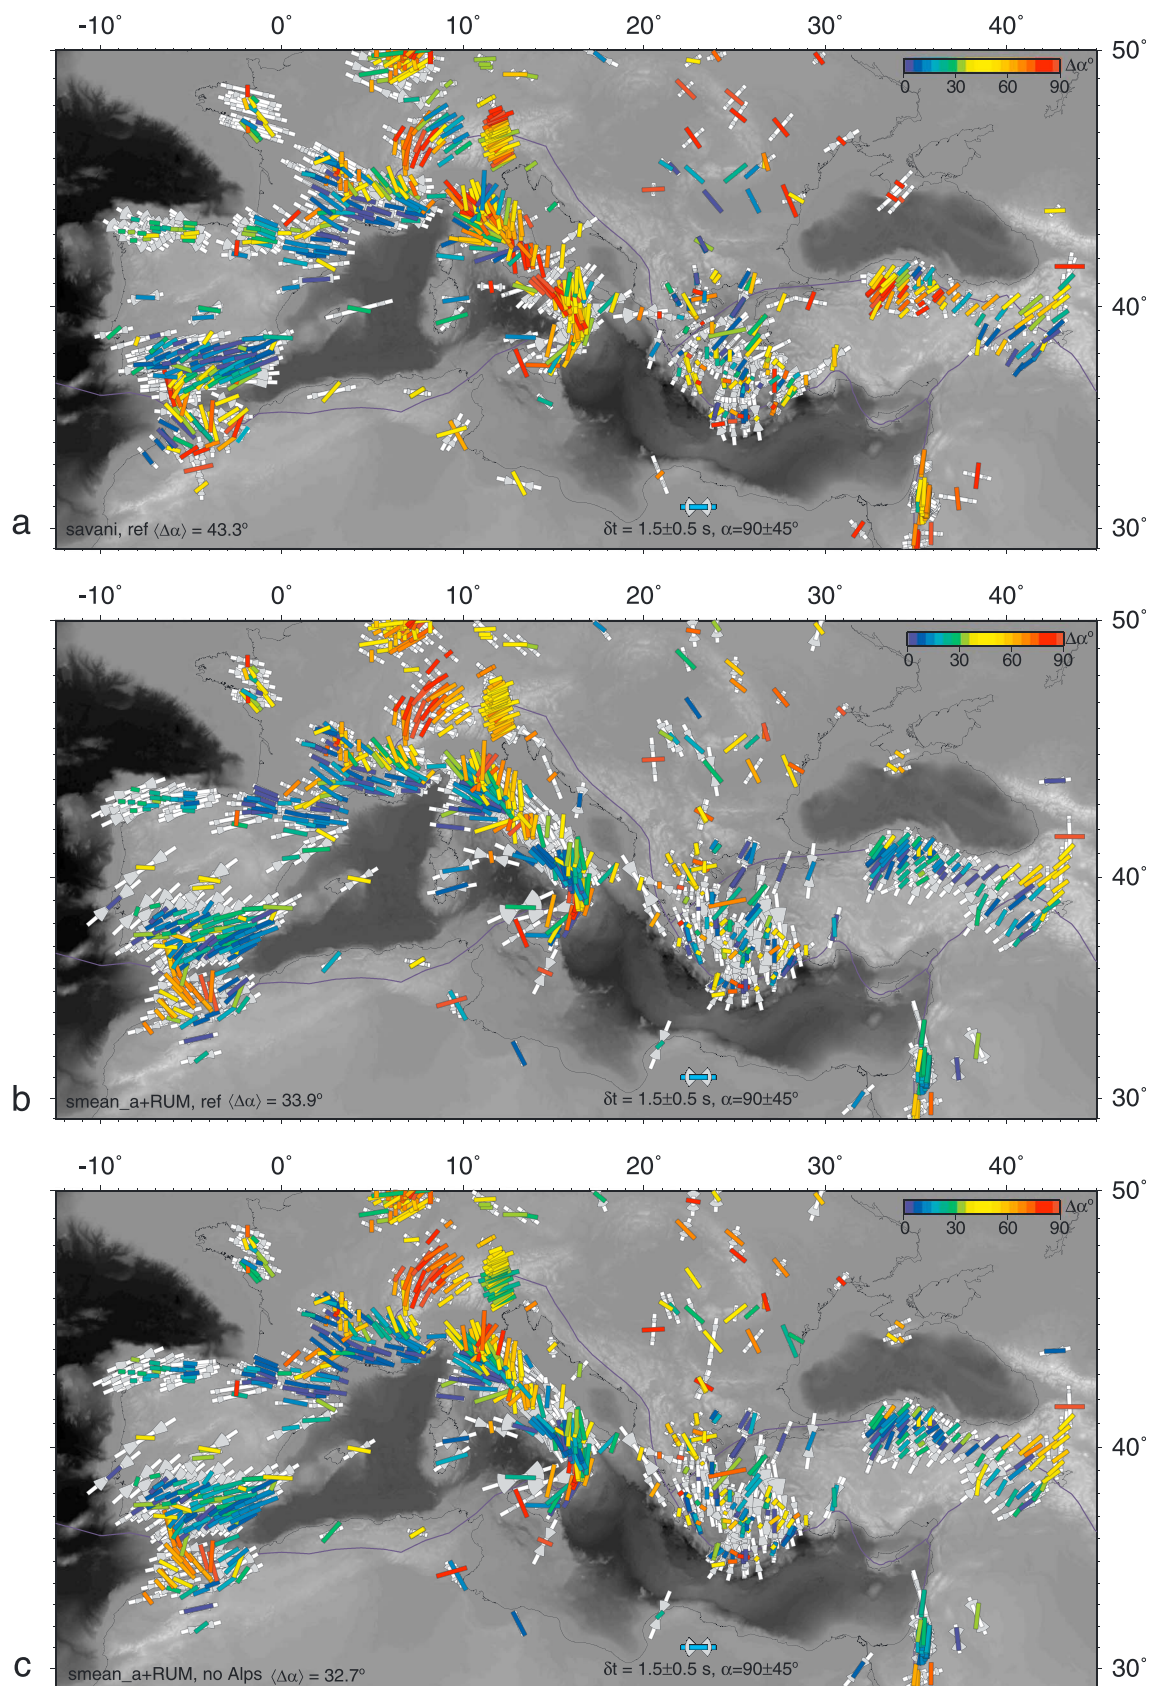 -10˚ 0˚ 10˚ 20˚ 30˚ 40˚
50˚
Δα°
0 30 60 90
40˚
30˚
a
savani, ref ⟨Δα⟩ = 43.3°
δt = 1.5±0.5 s, α=90±45°
-10˚ 0˚ 10˚ 20˚ 30˚ 40˚
50˚
Δα°
0 30 60 90
40˚
30˚
b
smean_a+RUM, ref ⟨Δα⟩ = 33.9°
δt = 1.5±0.5 s, α=90±45°
-10˚ 0˚ 10˚ 20˚ 30˚ 40˚
50˚
Δα°
0 30 60 90
40˚
30˚
c
smean_a+RUM, no Alps ⟨Δα⟩ = 32.7°
δt = 1.5±0.5 s, α=90±45°